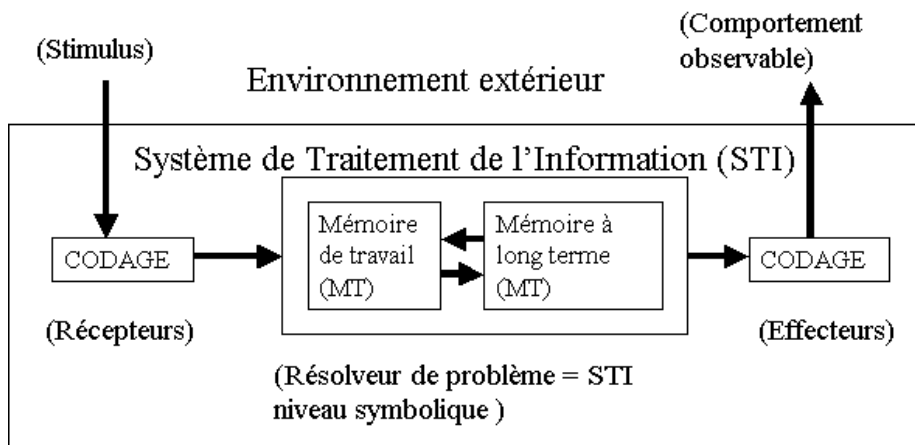 (Stimulus)
(Comportement
observable)
Environnement extérieur
Système de Traitement de l'Information (STI)
CODAGE
(Récepteurs)
Mémoire
de travail
(MT)
Mémoire à
long terme
(MT)
CODAGE
(Effecteurs)
(Résolveur de problème = STI
niveau symbolique )